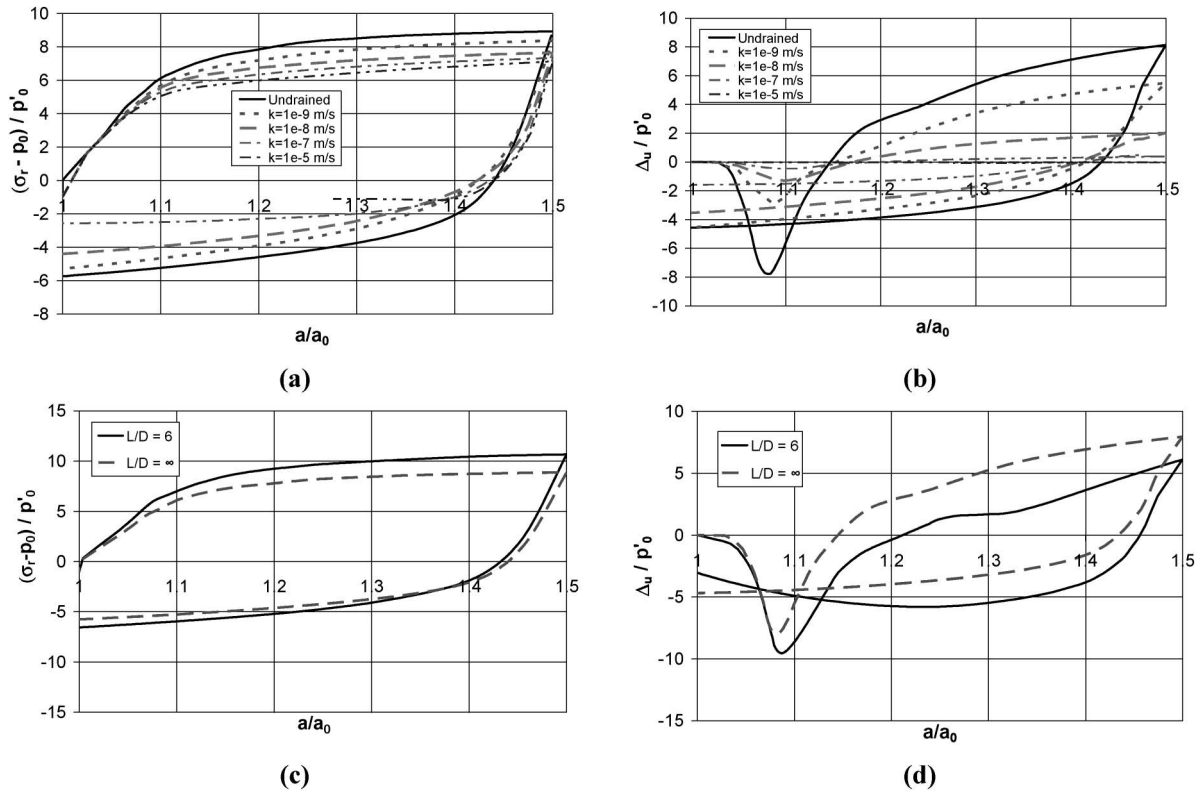 10
8
6
4
2
0
-2
-4
-6
-8
1
1.1
1.2
1.3
1.4
1.5
(σr - p0) / p'0
a/a0
Undrained
k=1e-9 m/s
k=1e-8 m/s
k=1e-7 m/s
k=1e-5 m/s
(a)
10
8
6
4
2
0
-2
-4
-6
-8
-10
1
1.1
1.2
1.3
1.4
1.5
Δu / p'0
a/a0
Undrained
k=1e-9 m/s
k=1e-8 m/s
k=1e-7 m/s
k=1e-5 m/s
(b)
15
10
5
0
-5
-10
-15
1
1.1
1.2
1.3
1.4
1.5
(σr-p0) / p'0
a/a0
L/D = 6
L/D = ∞
(c)
10
5
0
-5
-10
-15
1
1.1
1.2
1.3
1.4
1.5
Δu / p'0
a/a0
L/D = 6
L/D = ∞
(d)